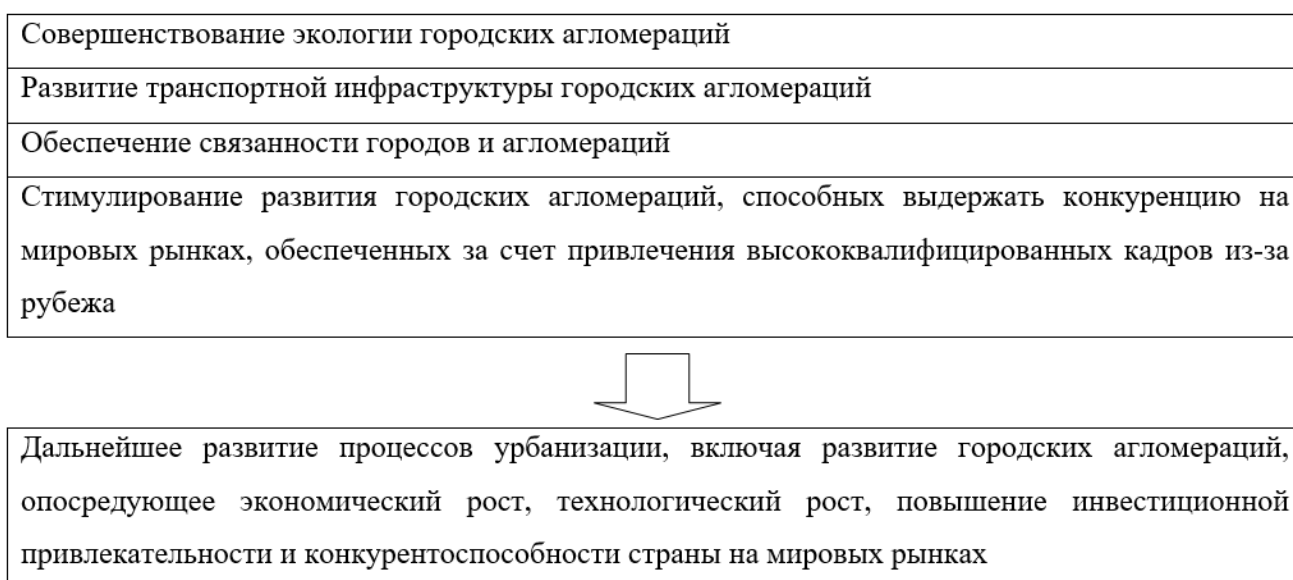 Совершенствование экологии городских агломераций
Развитие транспортной инфраструктуры городских агломераций
Обеспечение связанности городов и агломераций
Стимулирование развития городских агломераций, способных выдержать конкуренцию на
мировых рынках, обеспеченных за счет привлечения высококвалифицированных кадров из-за
рубежа
Дальнейшее развитие процессов урбанизации, включая развитие городских агломераций,
опосредующее экономический рост, технологический рост, повышение инвестиционной
привлекательности и конкурентоспособности страны на мировых рынках